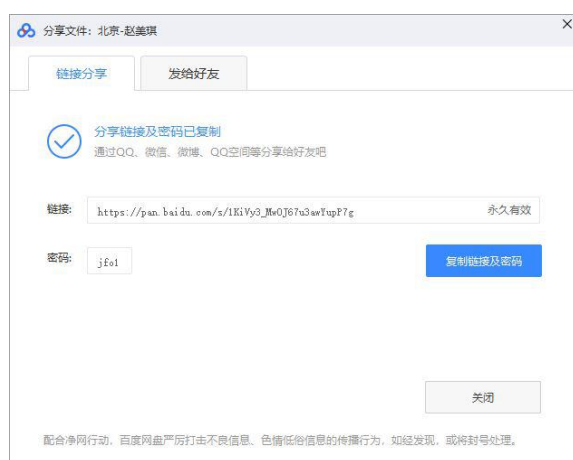 分享文件：北京-赵美琪
链接分享
发给好友
分享链接及密码已复制
通过QQ、微信、微博、QQ空间等分享给好友吧
链接: https://pan.baidu.com/s/1KiVy3_MwOJ67u3awYupP7g 永久有效
密码: jfo1 复制链接及密码
关闭
配合净网行动，百度网盘严厉打击不良信息、色情低俗信息的传播行为，如经发现，或将封号处理。